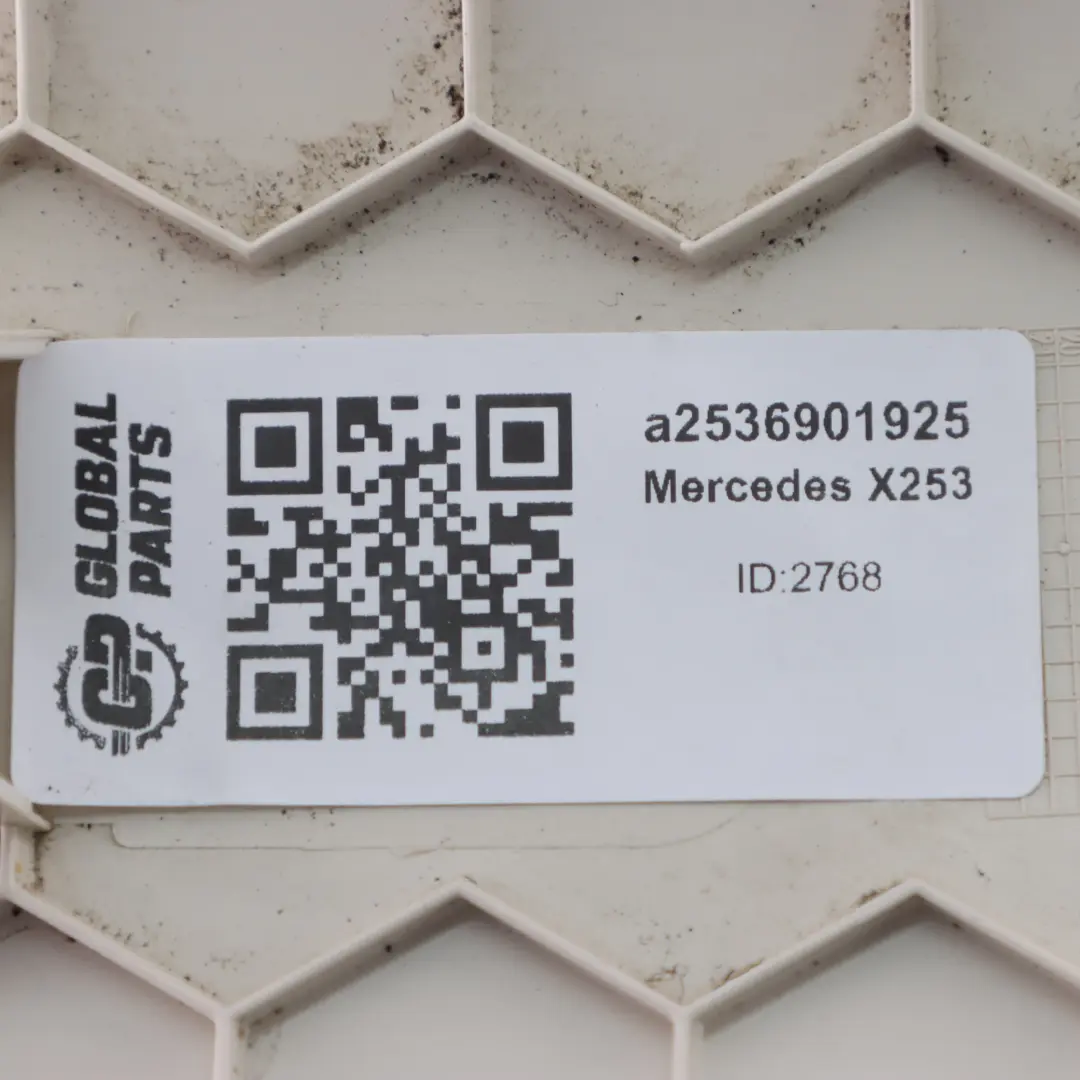 GLOBAL
PARTS
a2536901925
Mercedes X253
ID:2768